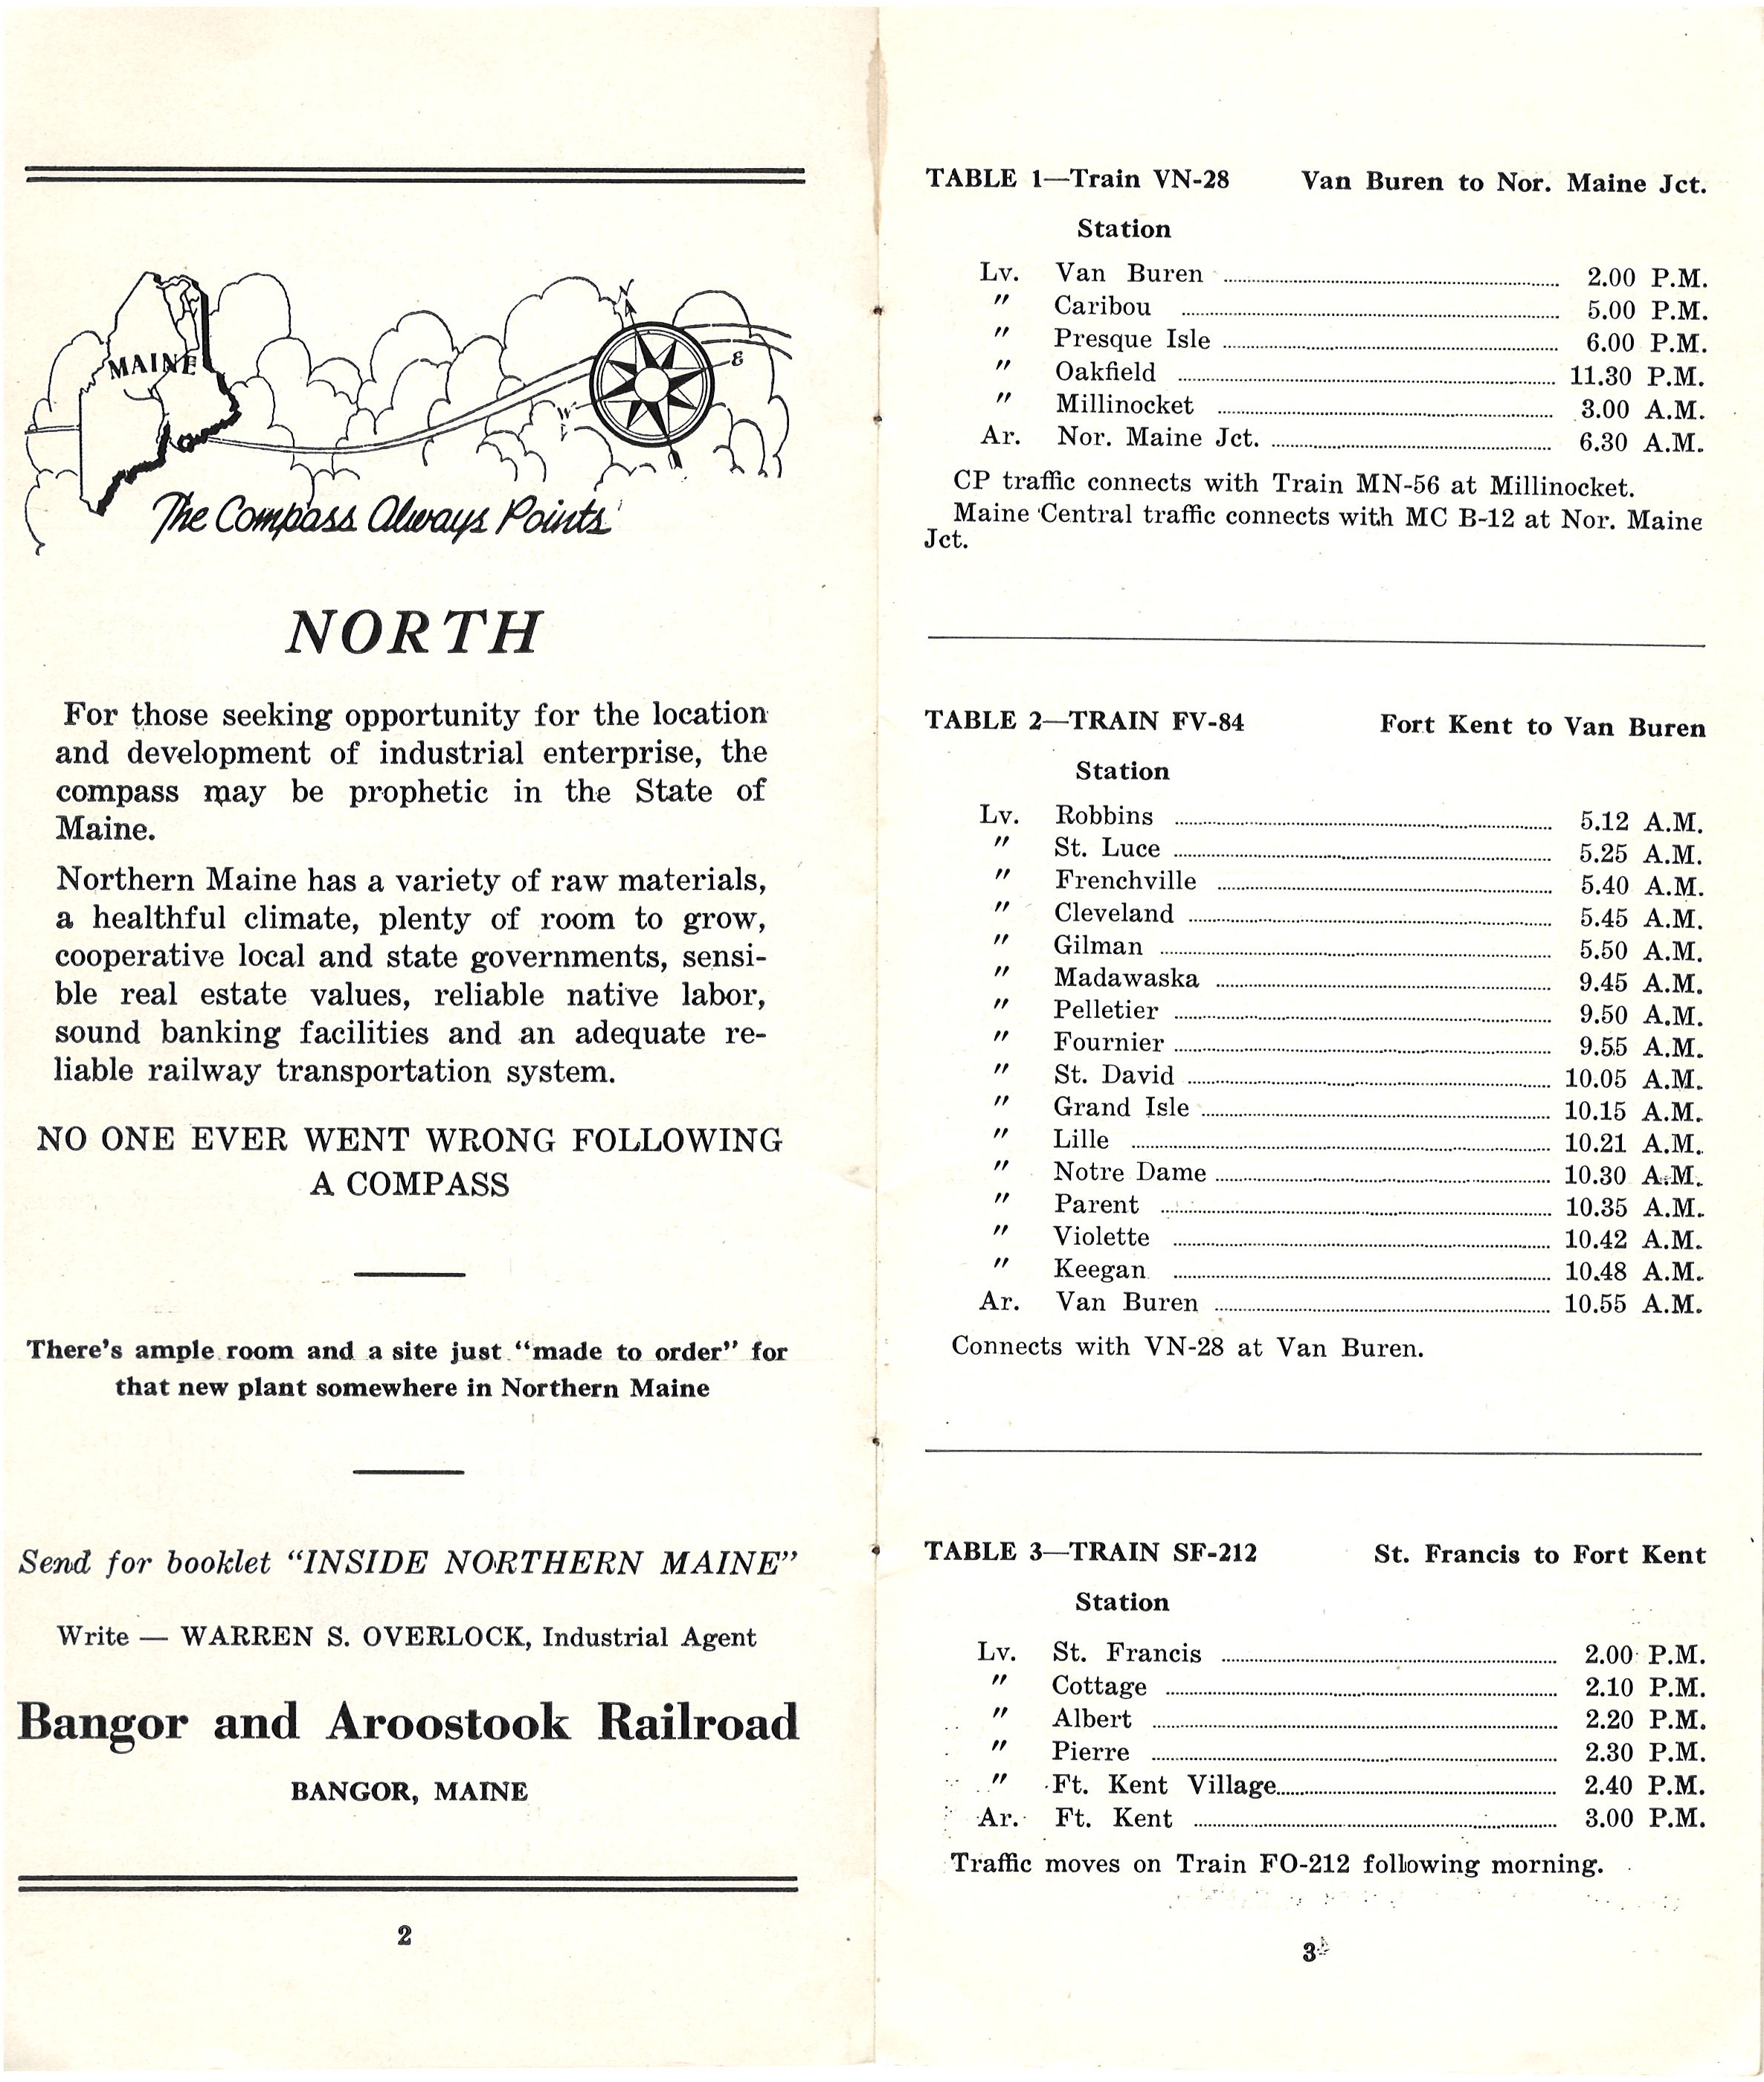 MAINE
N
E
W
The Compass Always Points
NORTH
For those seeking opportunity for the location
and development of industrial enterprise, the
compass may be prophetic in the State of
Maine.
Northern Maine has a variety of raw materials,
a healthful climate, plenty of room to grow,
cooperative local and state governments, sensi-
ble real estate values, reliable native labor,
sound banking facilities and an adequate re-
liable railway transportation system.
NO ONE EVER WENT WRONG FOLLOWING
A COMPASS
There's ample room and a site just "made to order" for
that new plant somewhere in Northern Maine
Send for booklet "INSIDE NORTHERN MAINE"
Write — WARREN S. OVERLOCK, Industrial Agent
Bangor and Aroostook Railroad
BANGOR, MAINE
2
TABLE 1—Train VN-28 Van Buren to Nor. Maine Jct.
Station
Lv. Van Buren 2.00 P.M.
" Caribou 5.00 P.M.
" Presque Isle 6.00 P.M.
" Oakfield 11.30 P.M.
" Millinocket 3.00 A.M.
Ar. Nor. Maine Jct. 6.30 A.M.
CP traffic connects with Train MN-56 at Millinocket.
Maine Central traffic connects with MC B-12 at Nor. Maine
Jct.
TABLE 2—TRAIN FV-84 Fort Kent to Van Buren
Station
Lv. Robbins 5.12 A.M.
" St. Luce 5.25 A.M.
" Frenchville 5.40 A.M.
" Cleveland 5.45 A.M.
" Gilman 5.50 A.M.
" Madawaska 9.45 A.M.
" Pelletier 9.50 A.M.
" Fournier 9.55 A.M.
" St. David 10.05 A.M.
" Grand Isle 10.15 A.M.
" Lille 10.21 A.M.
" Notre Dame 10.30 A.M.
" Parent 10.35 A.M.
" Violette 10.42 A.M.
" Keegan 10.48 A.M.
Ar. Van Buren 10.55 A.M.
Connects with VN-28 at Van Buren.
TABLE 3—TRAIN SF-212 St. Francis to Fort Kent
Station
Lv. St. Francis 2.00 P.M.
" Cottage 2.10 P.M.
" Albert 2.20 P.M.
" Pierre 2.30 P.M.
" Ft. Kent Village 2.40 P.M.
Ar. Ft. Kent 3.00 P.M.
Traffic moves on Train FO-212 following morning.
3